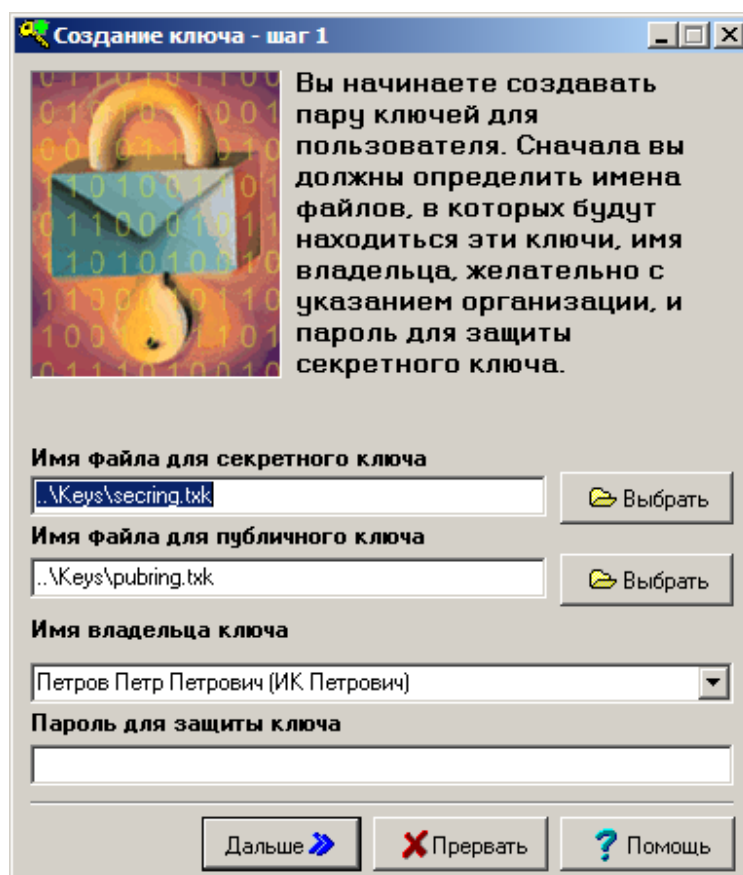 Создание ключа - шаг 1
Вы начинаете создавать
пару ключей для
пользователя. Сначала вы
должны определить имена
файлов, в которых будут
находиться эти ключи, имя
владельца, желательно с
указанием организации, и
пароль для защиты
секретного ключа.
Имя файла для секретного ключа
..\Keys\secring.txk
Выбрать
Имя файла для публичного ключа
..\Keys\pubring.txk
Выбрать
Имя владельца ключа
Петров Петр Петрович (ИК Петрович)
Пароль для защиты ключа
Дальше
Прервать
Помощь